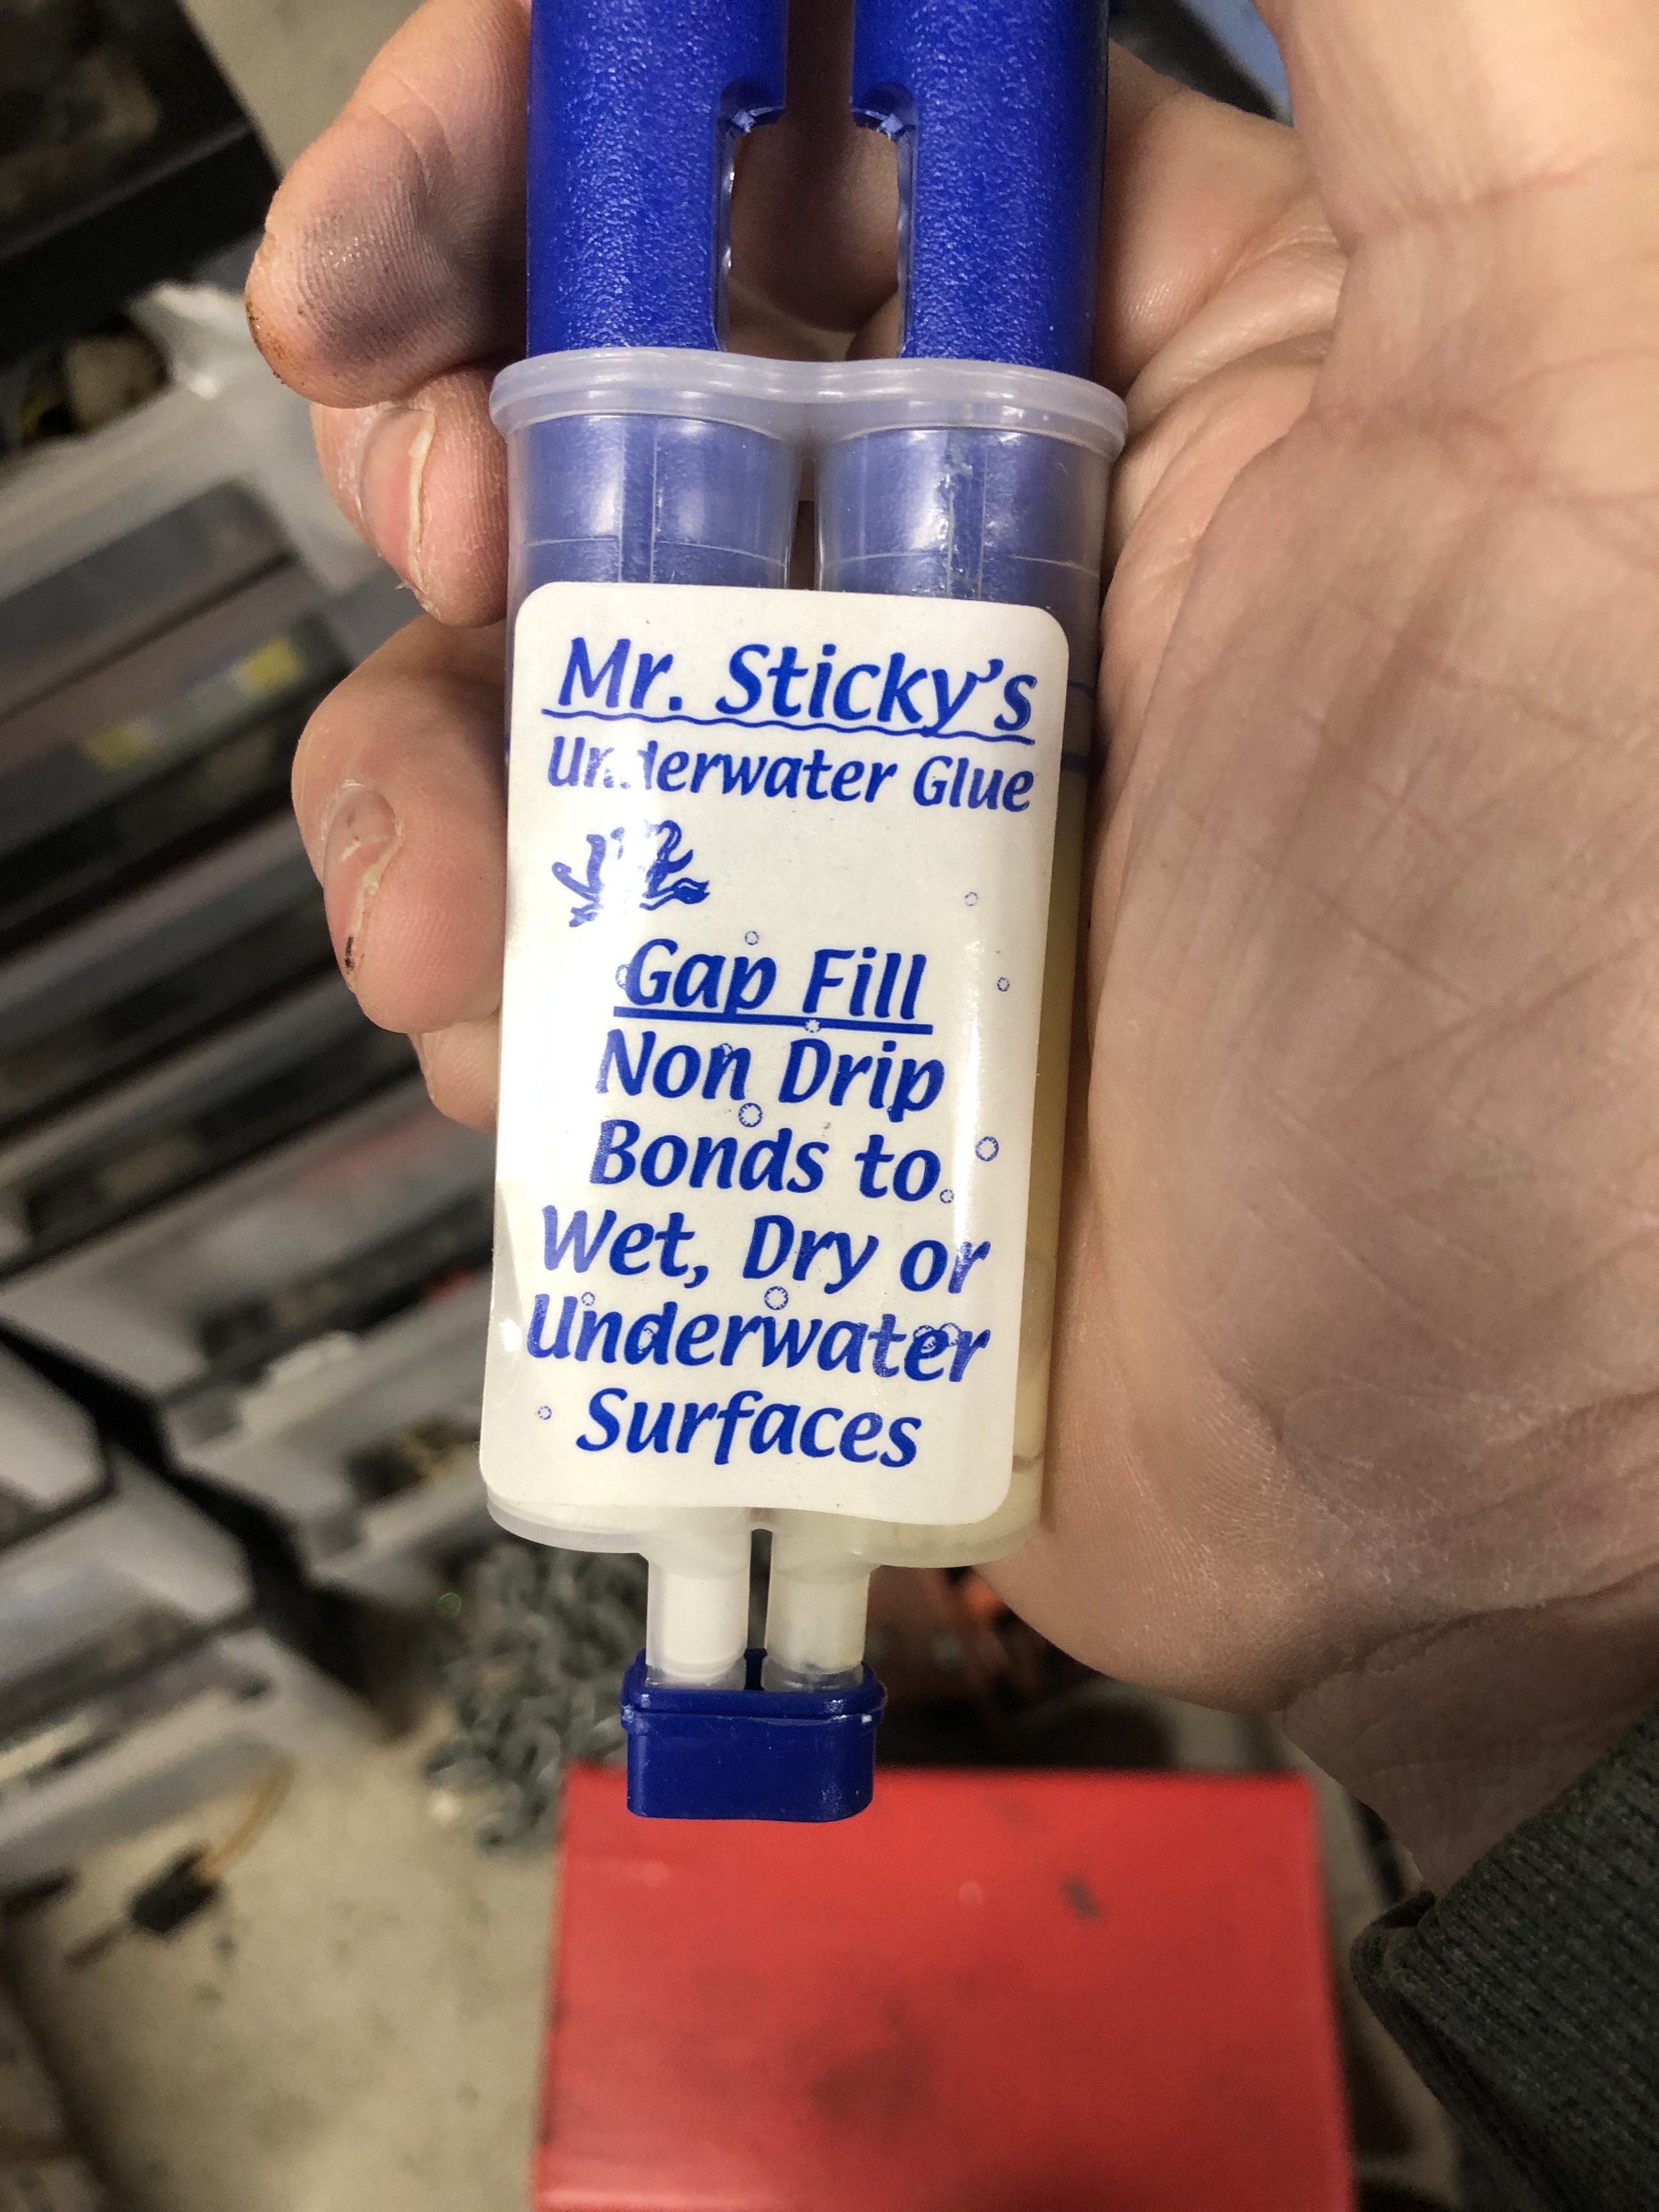 Mr. Sticky's
Underwater Glue
Gap Fill
Non Drip
Bonds to
Wet, Dry or
Underwater
Surfaces